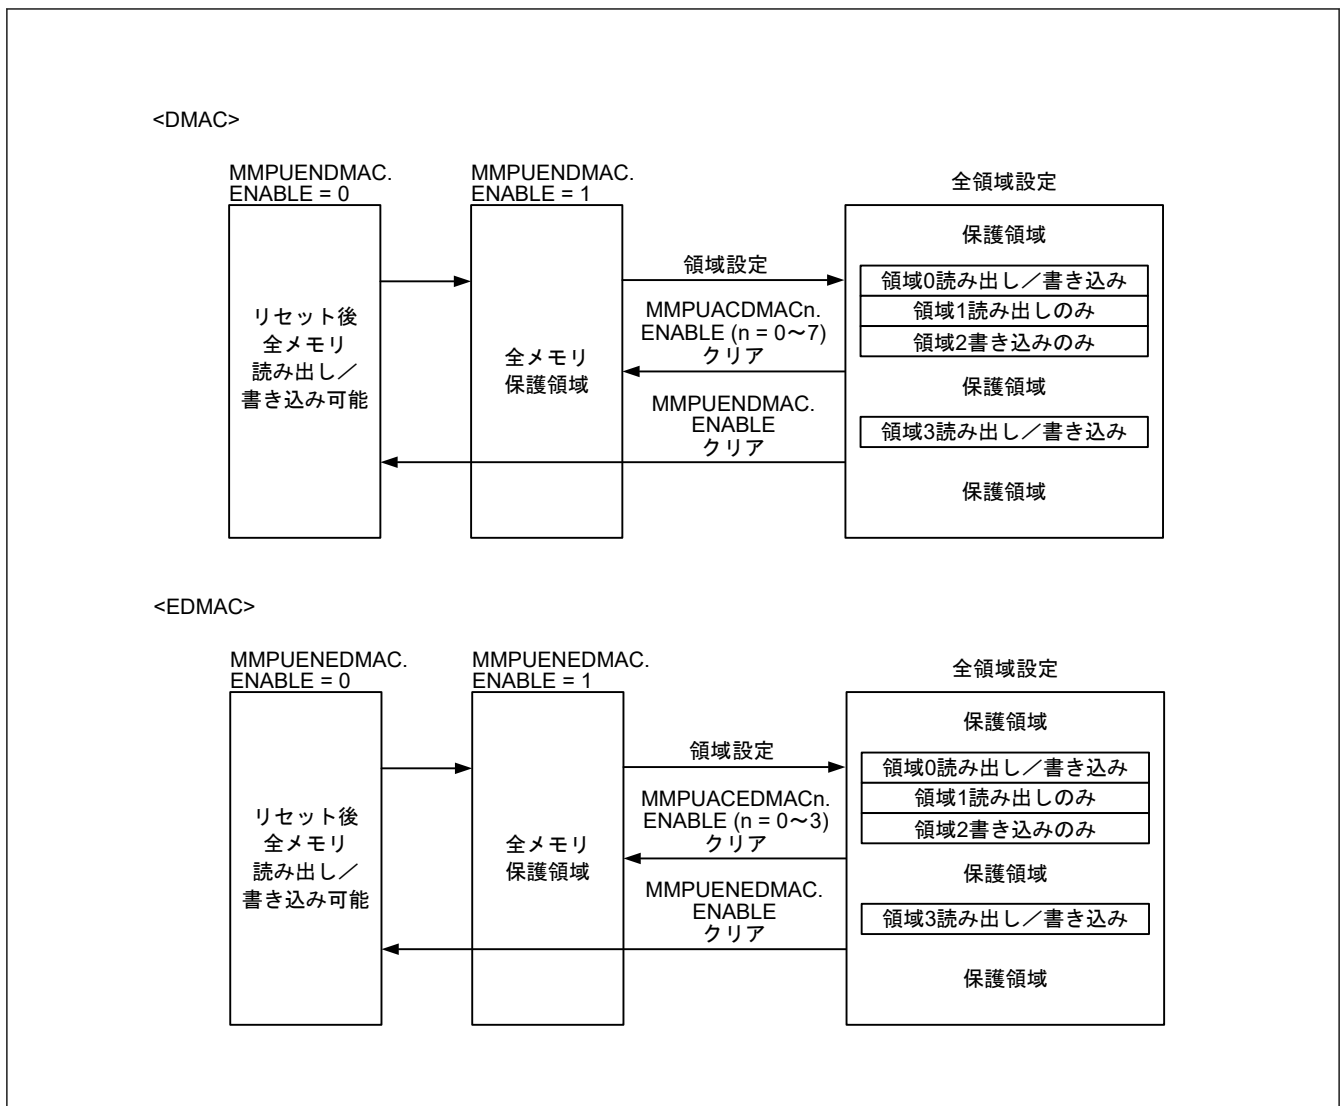 <DMAC>
MMPUENDMAC.
ENABLE = 0
MMPUENDMAC.
ENABLE = 1
全領域設定
リセット後
全メモリ
読み出し／
書き込み可能
全メモリ
保護領域
領域設定
MMPUACDMACn.
ENABLE (n = 0～7)
クリア
MMPUENDMAC.
ENABLE
クリア
保護領域
領域0読み出し／書き込み
領域1読み出しのみ
領域2書き込みのみ
保護領域
領域3読み出し／書き込み
保護領域
<EDMAC>
MMPUENEDMAC.
ENABLE = 0
MMPUENEDMAC.
ENABLE = 1
全領域設定
リセット後
全メモリ
読み出し／
書き込み可能
全メモリ
保護領域
領域設定
MMPUACEDMACn.
ENABLE (n = 0～3)
クリア
MMPUENEDMAC.
ENABLE
クリア
保護領域
領域0読み出し／書き込み
領域1読み出しのみ
領域2書き込みのみ
保護領域
領域3読み出し／書き込み
保護領域